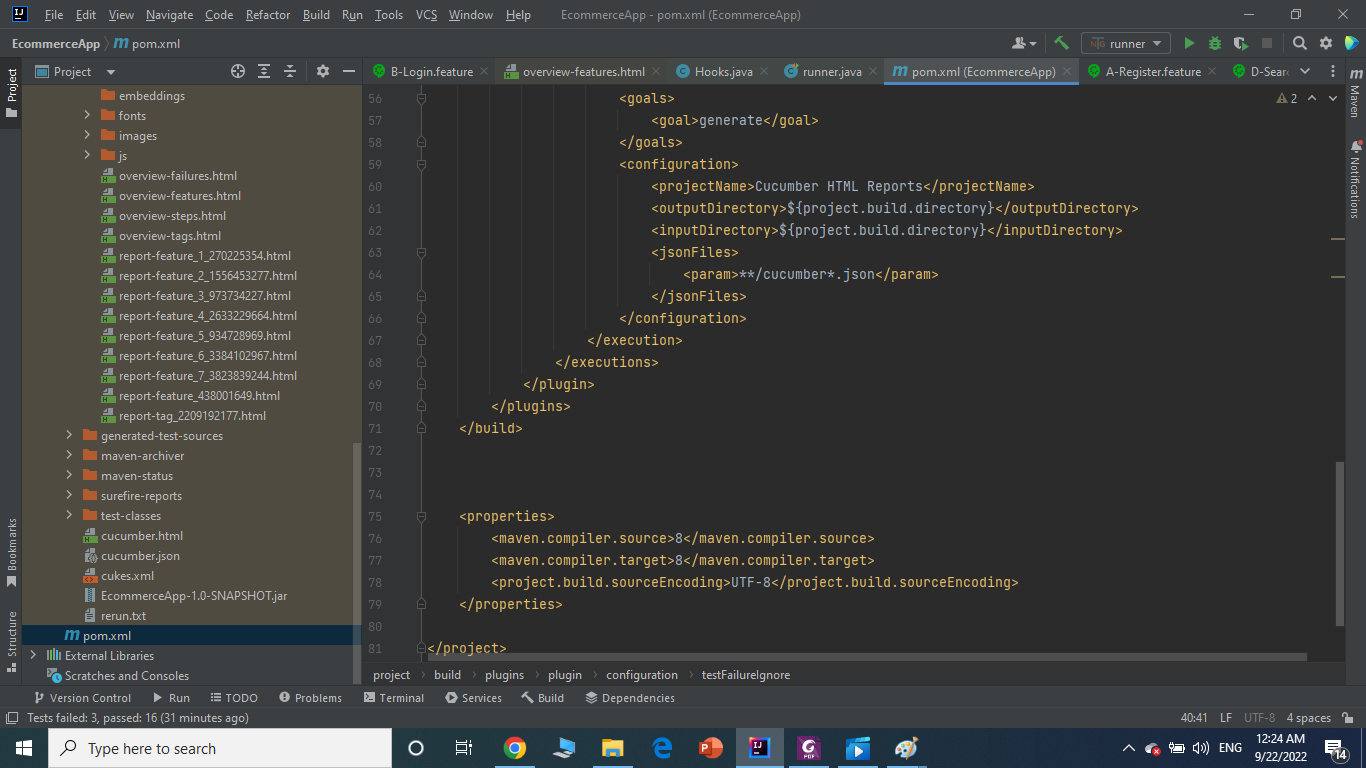 File Edit View Navigate Code Refactor Build Run Tools VCS Window Help EcommerceApp - pom.xml (EcommerceApp)
EcommerceApp pom.xml runner
Project
B-Login.feature overview-features.html Hooks.java runner.java pom.xml (EcommerceApp) A-Register.feature D-Sear
embeddings
fonts
images
js
overview-failures.html
overview-features.html
overview-steps.html
overview-tags.html
report-feature_1_270225354.html
report-feature_2_1556453277.html
report-feature_3_973734227.html
report-feature_4_2633229664.html
report-feature_5_934728969.html
report-feature_6_3384102967.html
report-feature_7_3823839244.html
report-feature_438001649.html
report-tag_2209192177.html
generated-test-sources
maven-archiver
maven-status
surefire-reports
test-classes
cucumber.html
cucumber.json
cukes.xml
EcommerceApp-1.0-SNAPSHOT.jar
rerun.txt
pom.xml
External Libraries
Scratches and Consoles
56 <goals>
57 <goal>generate</goal>
58 </goals>
59 <configuration>
60 <projectName>Cucumber HTML Reports</projectName>
61 <outputDirectory>${project.build.directory}</outputDirectory>
62 <inputDirectory>${project.build.directory}</inputDirectory>
63 <jsonFiles>
64 <param>**/cucumber*.json</param>
65 </jsonFiles>
66 </configuration>
67 </execution>
68 </executions>
69 </plugin>
70 </plugins>
71 </build>
72
73
74
75 <properties>
76 <maven.compiler.source>8</maven.compiler.source>
77 <maven.compiler.target>8</maven.compiler.target>
78 <project.build.sourceEncoding>UTF-8</project.build.sourceEncoding>
79 </properties>
80
81 </project>
2
Project
Bookmarks
Structure
Maven
Notifications
project build plugins plugin configuration testFailureIgnore
Version Control Run TODO Problems Terminal Services Build Dependencies
Tests failed: 3, passed: 16 (31 minutes ago) 40:41 LF UTF-8 4 spaces
Type here to search
ENG
12:24 AM
9/22/2022
14